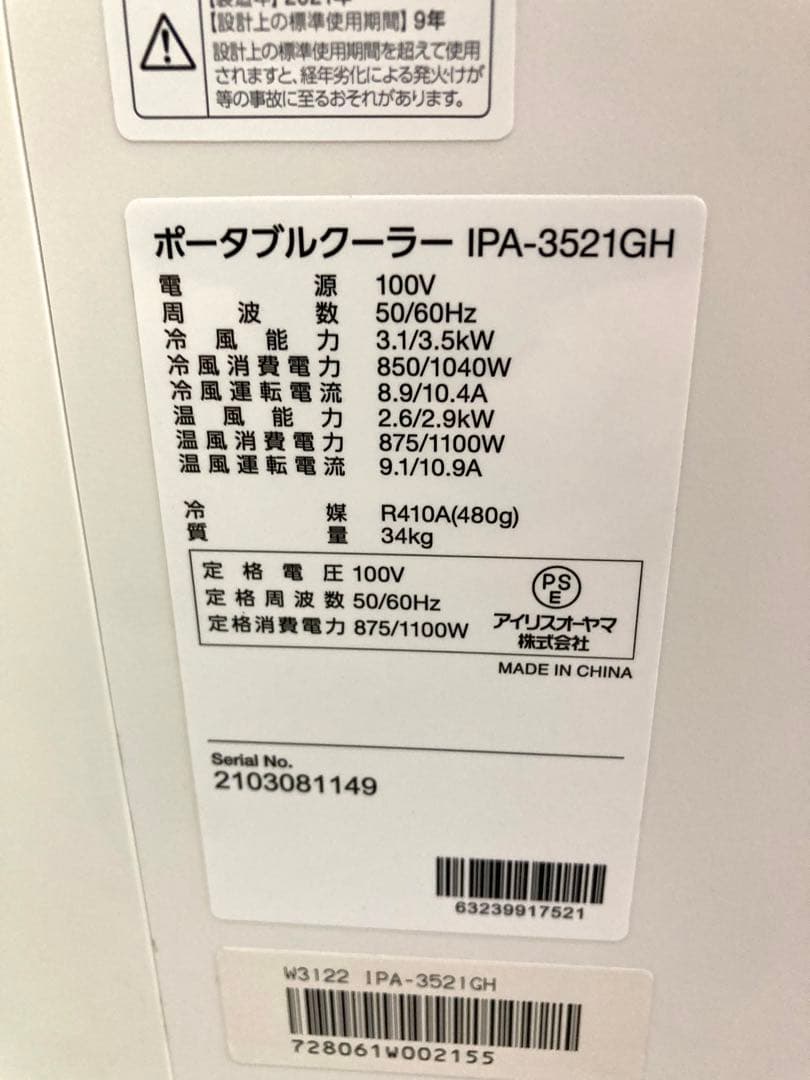 【製造年】2021年
【設計上の標準使用期間】9年
設計上の標準使用期間を超えて使用
されますと、経年劣化による発火けが
等の事故に至るおそれがあります。
ポータブルクーラー IPA-3521GH
電源 100V
周波数 50/60Hz
冷風能力 3.1/3.5kW
冷風消費電力 850/1040W
冷風運転電流 8.9/10.4A
温風能力 2.6/2.9kW
温風消費電力 875/1100W
温風運転電流 9.1/10.9A
冷媒 R410A(480g)
質量 34kg
定格電圧 100V
定格周波数 50/60Hz
定格消費電力 875/1100W
PS
E
アイリスオーヤマ
株式会社
MADE IN CHINA
Serial No.
2103081149
63239917521
W3122 IPA-3521GH
728061W002155